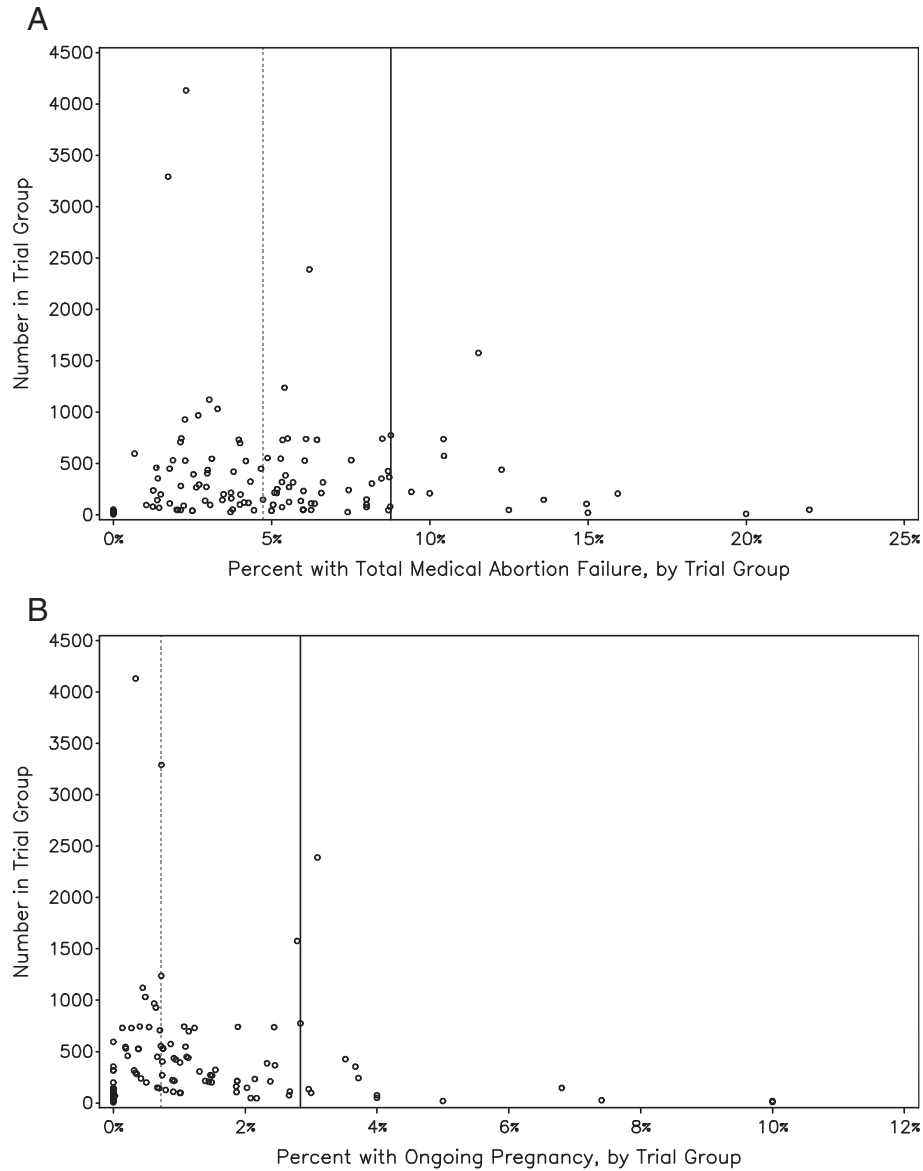 A
4500
4000
3500
3000
2500
2000
1500
1000
500
0
Number in Trial Group
0% 5% 10% 15% 20% 25%
Percent with Total Medical Abortion Failure, by Trial Group
B
4500
4000
3500
3000
2500
2000
1500
1000
500
0
Number in Trial Group
0% 2% 4% 6% 8% 10% 12%
Percent with Ongoing Pregnancy, by Trial Group